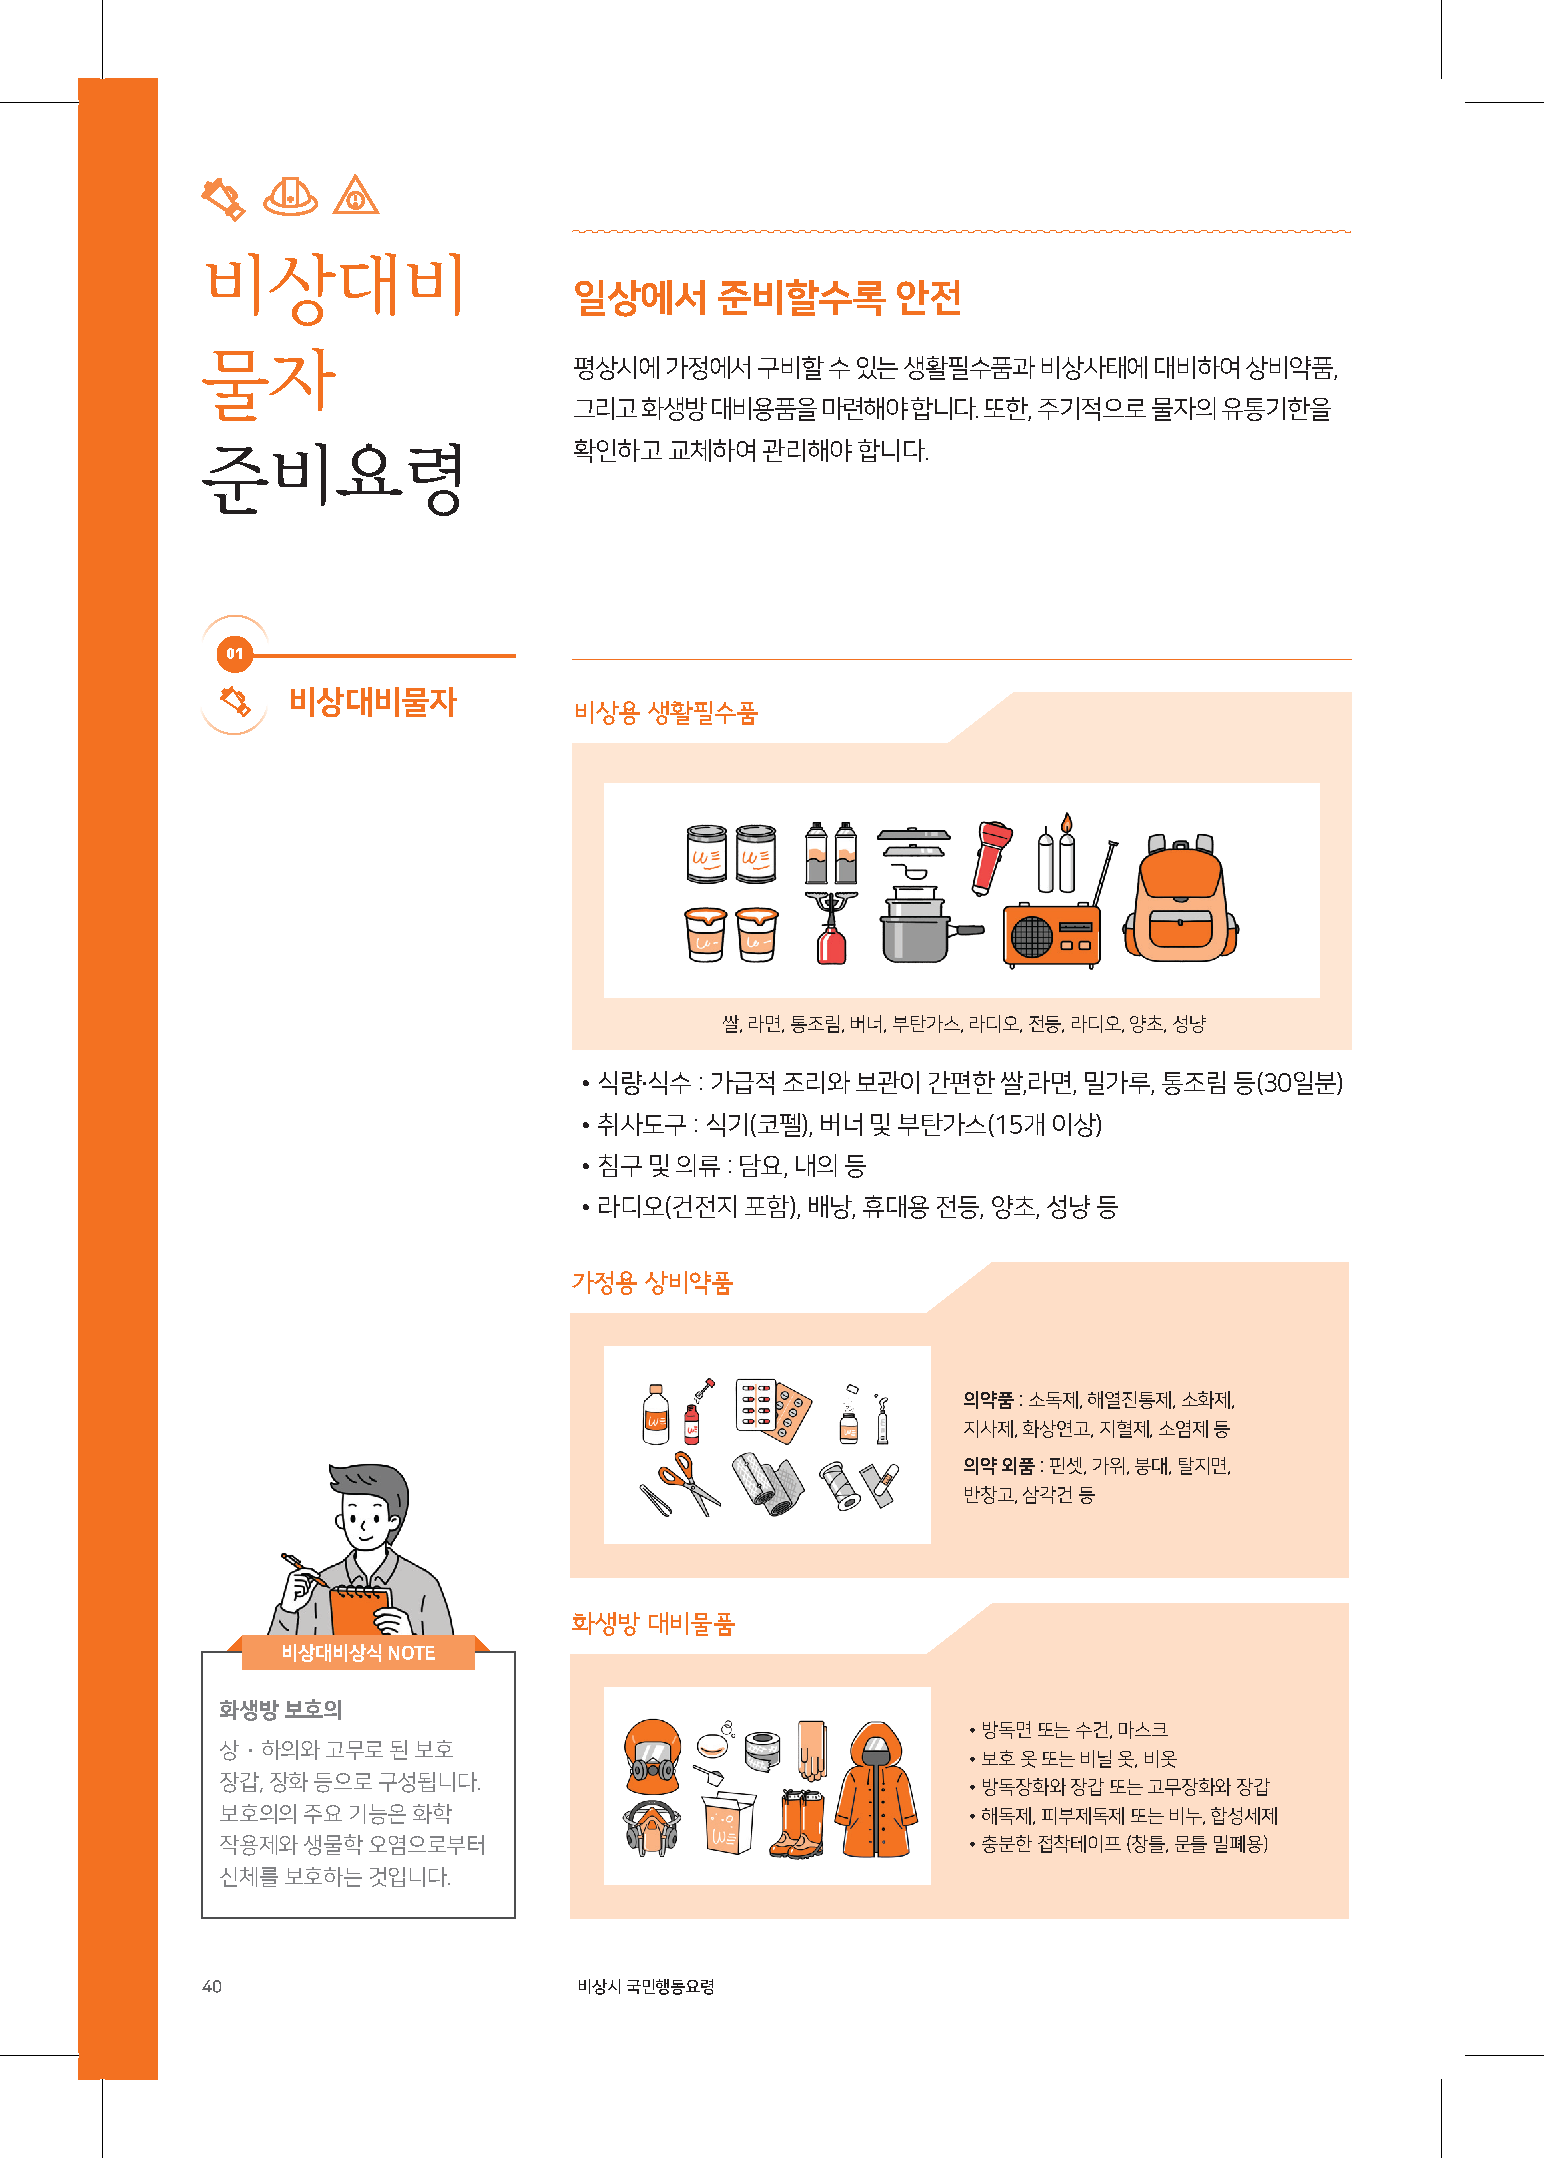 비상대비
물자
준비요령
일상에서 준비할수록 안전
평상시에 가정에서 구비할 수 있는 생활필수품과 비상사태에 대비하여 상비약품,
그리고 화생방 대비용품을 마련해야 합니다. 또한, 주기적으로 물자의 유통기한을
확인하고 교체하여 관리해야 합니다.
01
비상대비물자
비상용 생활필수품
쌀, 라면, 통조림, 버너, 부탄가스, 라디오, 전등, 라디오, 양초, 성냥
• 식량·식수 : 가급적 조리와 보관이 간편한 쌀,라면, 밀가루, 통조림 등(30일분)
• 취사도구 : 식기(코펠), 버너 및 부탄가스(15개 이상)
• 침구 및 의류 : 담요, 내의 등
• 라디오(건전지 포함), 배낭, 휴대용 전등, 양초, 성냥 등
가정용 상비약품
의약품 : 소독제, 해열진통제, 소화제,
지사제, 화상연고, 지혈제, 소염제 등
의약 외품 : 핀셋, 가위, 붕대, 탈지면,
반창고, 삼각건 등
화생방 대비물품
• 방독면 또는 수건, 마스크
• 보호 옷 또는 비닐 옷, 비옷
• 방독장화와 장갑 또는 고무장화와 장갑
• 해독제, 피부제독제 또는 비누, 합성세제
• 충분한 접착테이프 (창틀, 문틀 밀폐용)
비상대비상식 NOTE
화생방 보호의
상 · 하의와 고무로 된 보호
장갑, 장화 등으로 구성됩니다.
보호의의 주요 기능은 화학
작용제와 생물학 오염으로부터
신체를 보호하는 것입니다.
40
비상시 국민행동요령